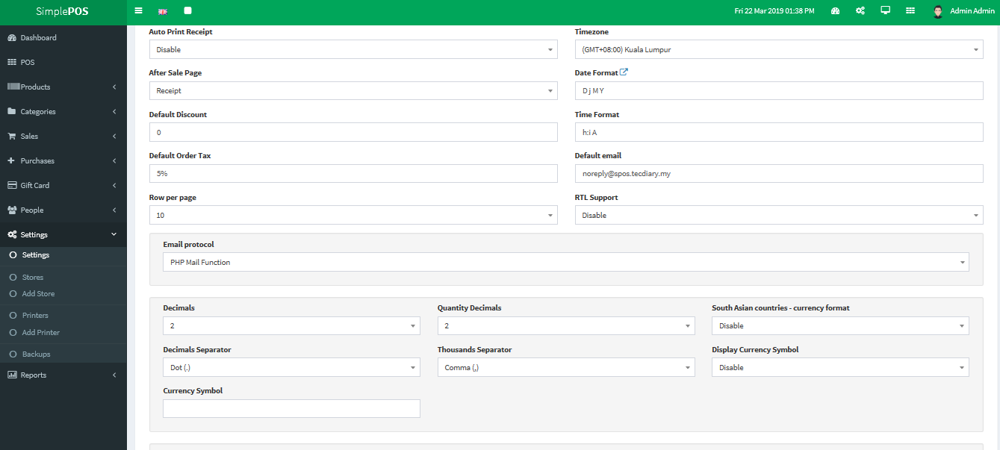 SimplePOS
Fri 22 Mar 2019 01:38 PM
Admin Admin
Dashboard
POS
Products
Categories
Sales
Purchases
Gift Card
People
Settings
Settings
Stores
Add Store
Printers
Add Printer
Backups
Reports
Auto Print Receipt
Disable
Timezone
(GMT+08:00) Kuala Lumpur
After Sale Page
Receipt
Date Format
D j M Y
Default Discount
0
Time Format
h:i A
Default Order Tax
5%
Default email
noreply@spos.tecdiary.my
Row per page
10
RTL Support
Disable
Email protocol
PHP Mail Function
Decimals
2
Quantity Decimals
2
South Asian countries - currency format
Disable
Decimals Separator
Dot (.)
Thousands Separator
Comma (,)
Display Currency Symbol
Disable
Currency Symbol